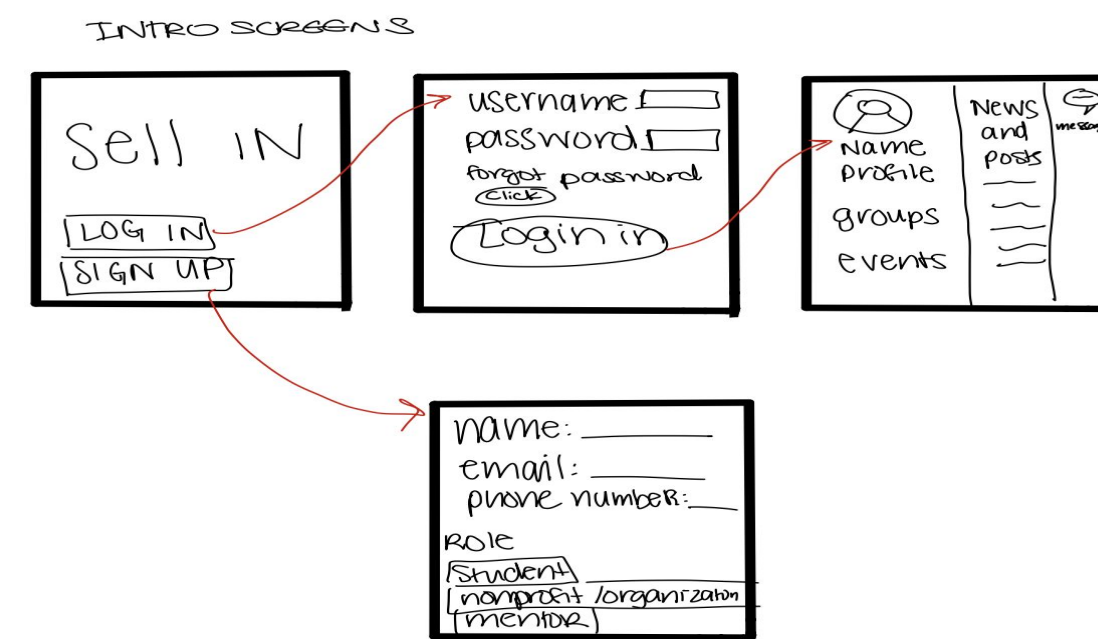 INTRO SCREENS
Sell IN
LOG IN
SIGN UP
username
password
forgot password
click
Login in
Name
profile
groups
events
News
and
posts
name:
email:
phone number:
Role
Student
nonprofit / organization
mentor